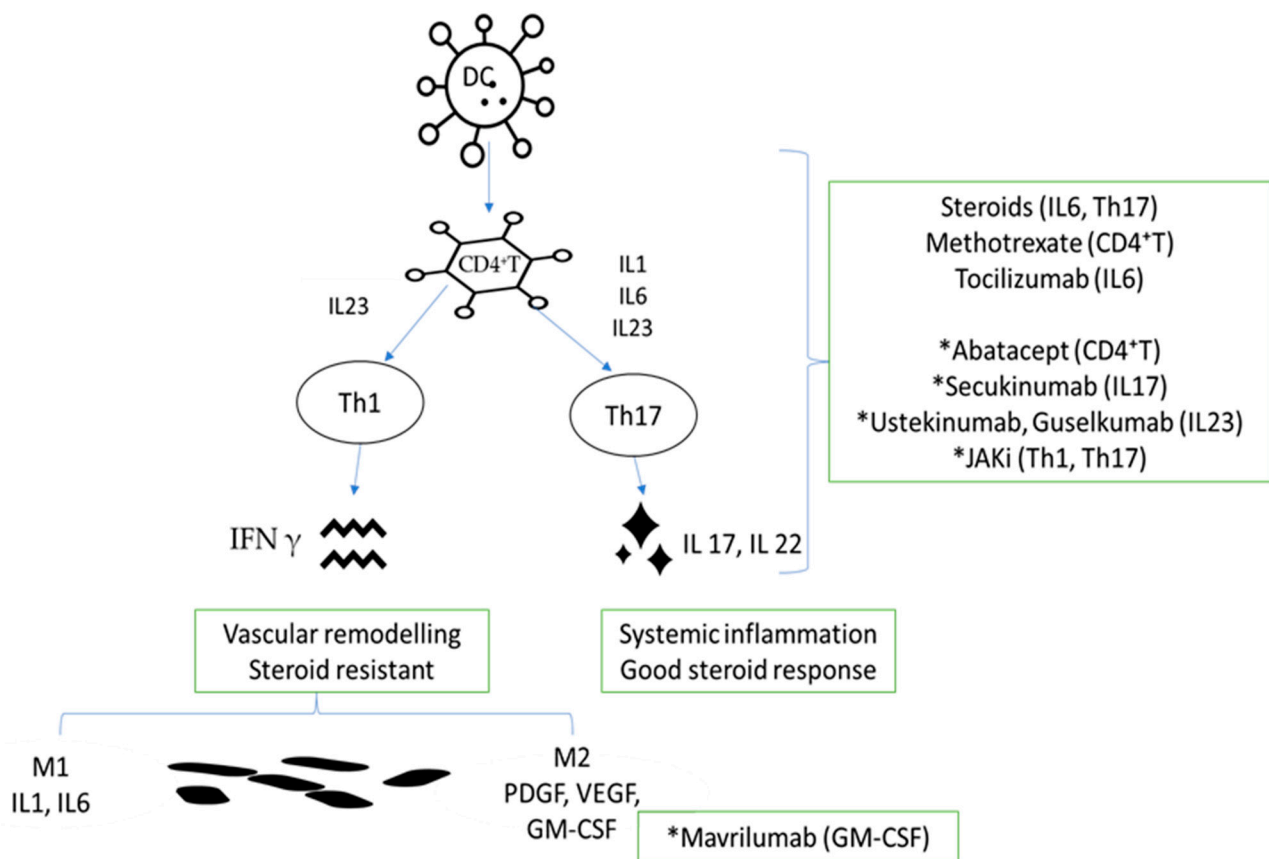 DC
CD4⁺T
IL23
IL1
IL6
IL23
Th1
Th17
IFN γ
IL 17, IL 22
Steroids (IL6, Th17)
Methotrexate (CD4⁺T)
Tocilizumab (IL6)
*Abatacept (CD4⁺T)
*Secukinumab (IL17)
*Ustekinumab, Guselkumab (IL23)
*JAKi (Th1, Th17)
Vascular remodelling
Steroid resistant
Systemic inflammation
Good steroid response
M1
IL1, IL6
M2
PDGF, VEGF,
GM-CSF
*Mavrilumab (GM-CSF)